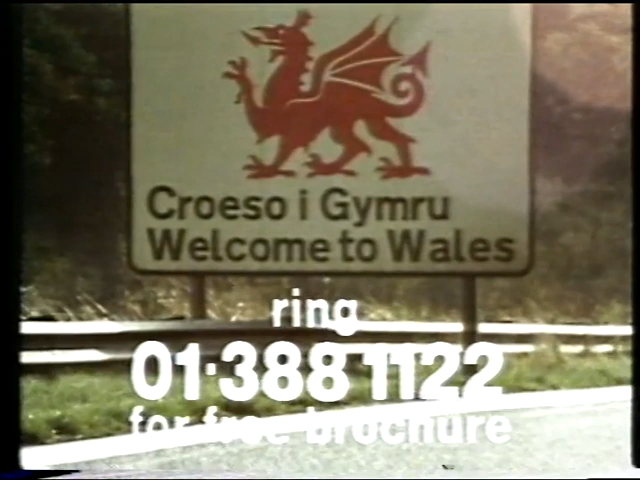 Croeso i Gymru
Welcome to Wales
ring
01·388 1122
for free brochure